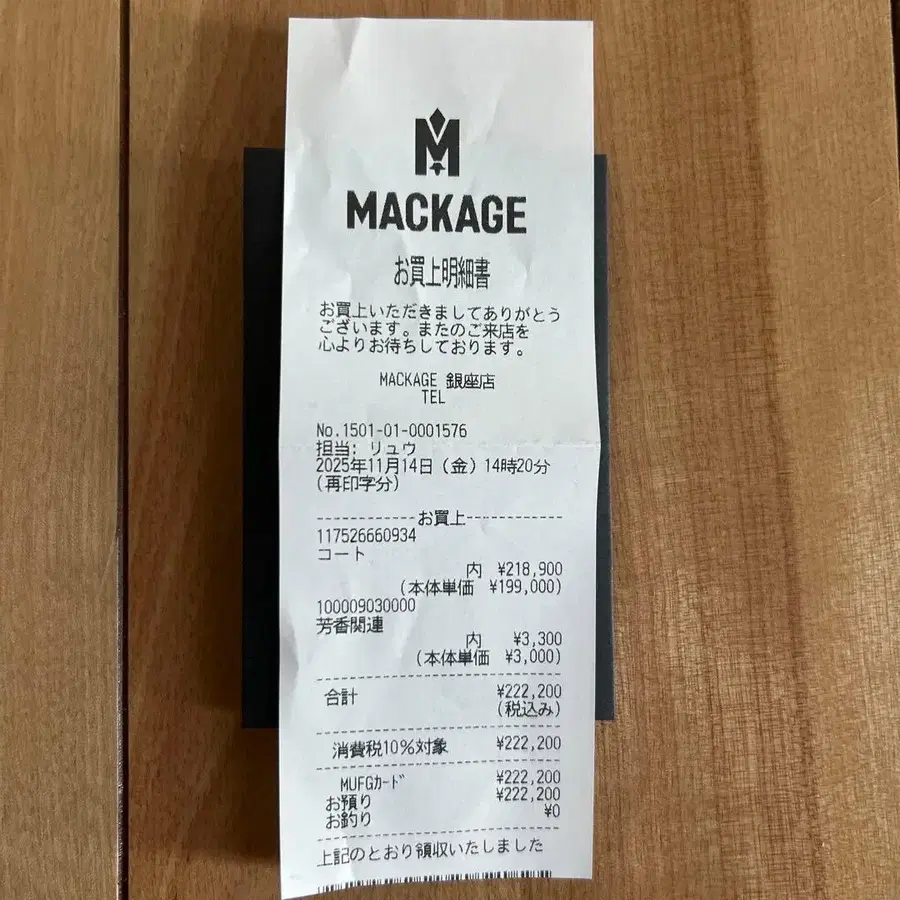 M
MACKAGE
お買上明細書
お買上いただきましてありがとう
ございます。またのご来店を
心よりお待ちしております。
MACKAGE 銀座店
TEL
No.1501-01-0001576
担当: リュウ
2025年11月14日（金）14時20分
(再印字分)
------------お買上------------
117526660934
コート
内 ¥218,900
(本体単価 ¥199,000)
100009030000
芳香関連
内 ¥3,300
(本体単価 ¥3,000)
合計 ¥222,200
(税込み)
消費税10%対象 ¥222,200
MUFGｶｰﾄﾞ ¥222,200
お預り ¥222,200
お釣り ¥0
上記のとおり領収いたしました